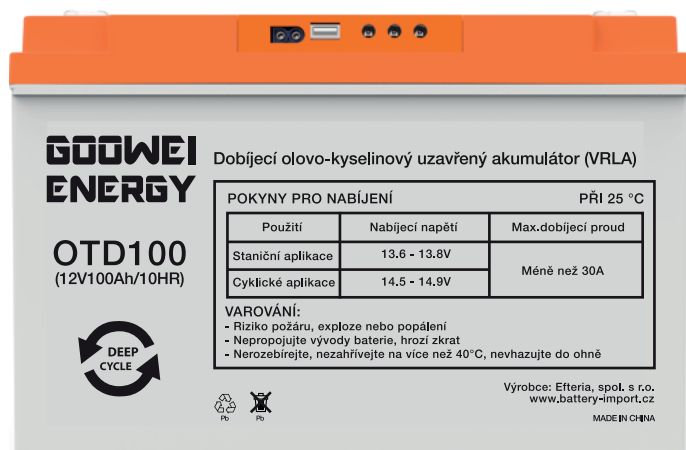 GOOWEI
ENERGY
OTD100
(12V100Ah/10HR)
DEEP
CYCLE
Dobíjecí olovo-kyselinový uzavřený akumulátor (VRLA)
POKYNY PRO NABÍJENÍ PŘI 25 °C
Použití Nabíjecí napětí Max.dobíjecí proud
Staniční aplikace 13.6 - 13.8V Méně než 30A
Cyklické aplikace 14.5 - 14.9V
VAROVÁNÍ:
- Riziko požáru, exploze nebo popálení
- Nepropojujte vývody baterie, hrozí zkrat
- Nerozebírejte, nezahřívejte na více než 40°C, nevhazujte do ohně
Pb Pb
Výrobce: Efteria, spol. s r.o.
www.battery-import.cz
MADE IN CHINA